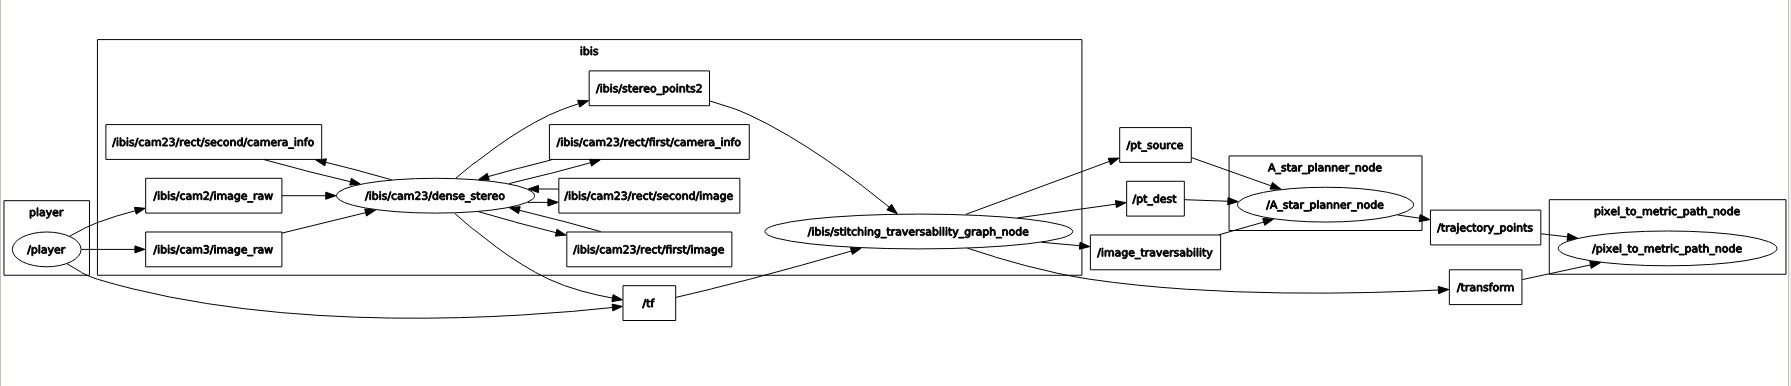 ibis
/ibis/stereo_points2
/ibis/cam23/rect/second/camera_info
/ibis/cam23/rect/first/camera_info
/ibis/cam2/image_raw
/ibis/cam23/dense_stereo
/ibis/cam23/rect/second/image
player
/player
/ibis/cam3/image_raw
/ibis/cam23/rect/first/image
/ibis/stitching_traversability_graph_node
/tf
/pt_source
/pt_dest
/image_traversability
A_star_planner_node
/A_star_planner_node
/trajectory_points
/transform
pixel_to_metric_path_node
/pixel_to_metric_path_node